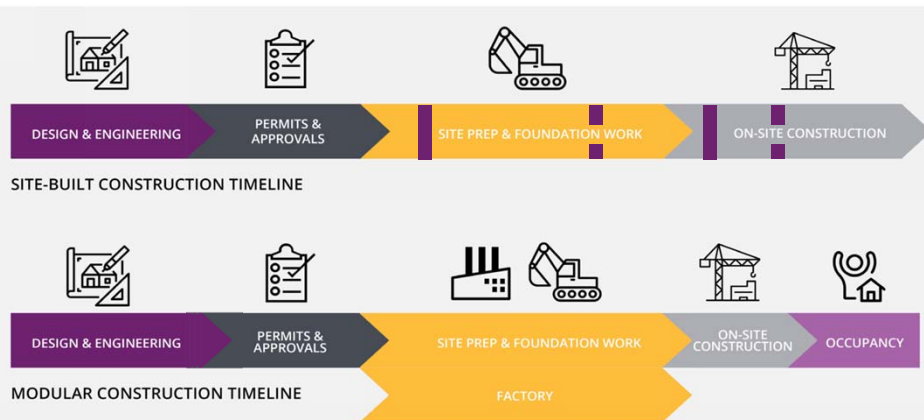 DESIGN & ENGINEERING
PERMITS &
APPROVALS
SITE PREP & FOUNDATION WORK
ON-SITE CONSTRUCTION
SITE-BUILT CONSTRUCTION TIMELINE
DESIGN & ENGINEERING
PERMITS &
APPROVALS
SITE PREP & FOUNDATION WORK
ON-SITE
CONSTRUCTION
OCCUPANCY
MODULAR CONSTRUCTION TIMELINE
FACTORY